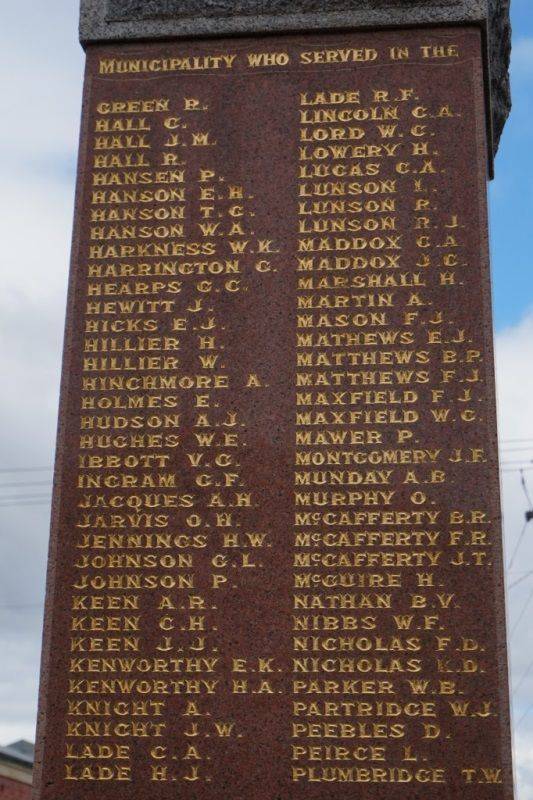 MUNICIPALITY WHO SERVED IN THE
GREEN R.
HALL C.
HALL J.M.
HALL R.
HANSEN P.
HANSON E.H.
HANSON T.C.
HANSON W.A.
HARKNESS W.K.
HARRINGTON C.
HEARPS C.C.
HEWITT J.
HICKS E.J.
HILLIER H.
HILLIER W.
HINCHMORE A.
HOLMES E.
HUDSON A.J.
HUGHES W.E.
IBBOTT V.C.
INGRAM C.F.
JACQUES A.H.
JARVIS O.H.
JENNINGS H.W.
JOHNSON G.L.
JOHNSON P.
KEEN A.R.
KEEN C.H.
KEEN J.J.
KENWORTHY E.K.
KENWORTHY H.A.
KNIGHT A.
KNIGHT J.W.
LADE C.A.
LADE H.J.
LADE R.F.
LINCOLN C.A.
LORD W.C.
LOWERY H.
LUCAS C.A.
LUNSON L.
LUNSON R.
LUNSON R.J.
MADDOX C.A
MADDOX J.C.
MARSHALL H.
MARTIN A.
MASON F.J.
MATHEWS E.J.
MATTHEWS B.P.
MATTHEWS F.J.
MAXFIELD F.J.
MAXFIELD W.C.
MAWER P.
MONTGOMERY J.F.
MUNDAY A.B.
MURPHY O.
McCAFFERTY B.R.
McCAFFERTY F.R.
McCAFFERTY J.T.
McGUIRE H.
NATHAN B.V.
NIBBS W.F.
NICHOLAS F.D.
NICHOLAS K.D.
PARKER W.B.
PARTRIDGE W.J.
PEEBLES D.
PEIRCE L.
PLUMBRIDGE T.W.